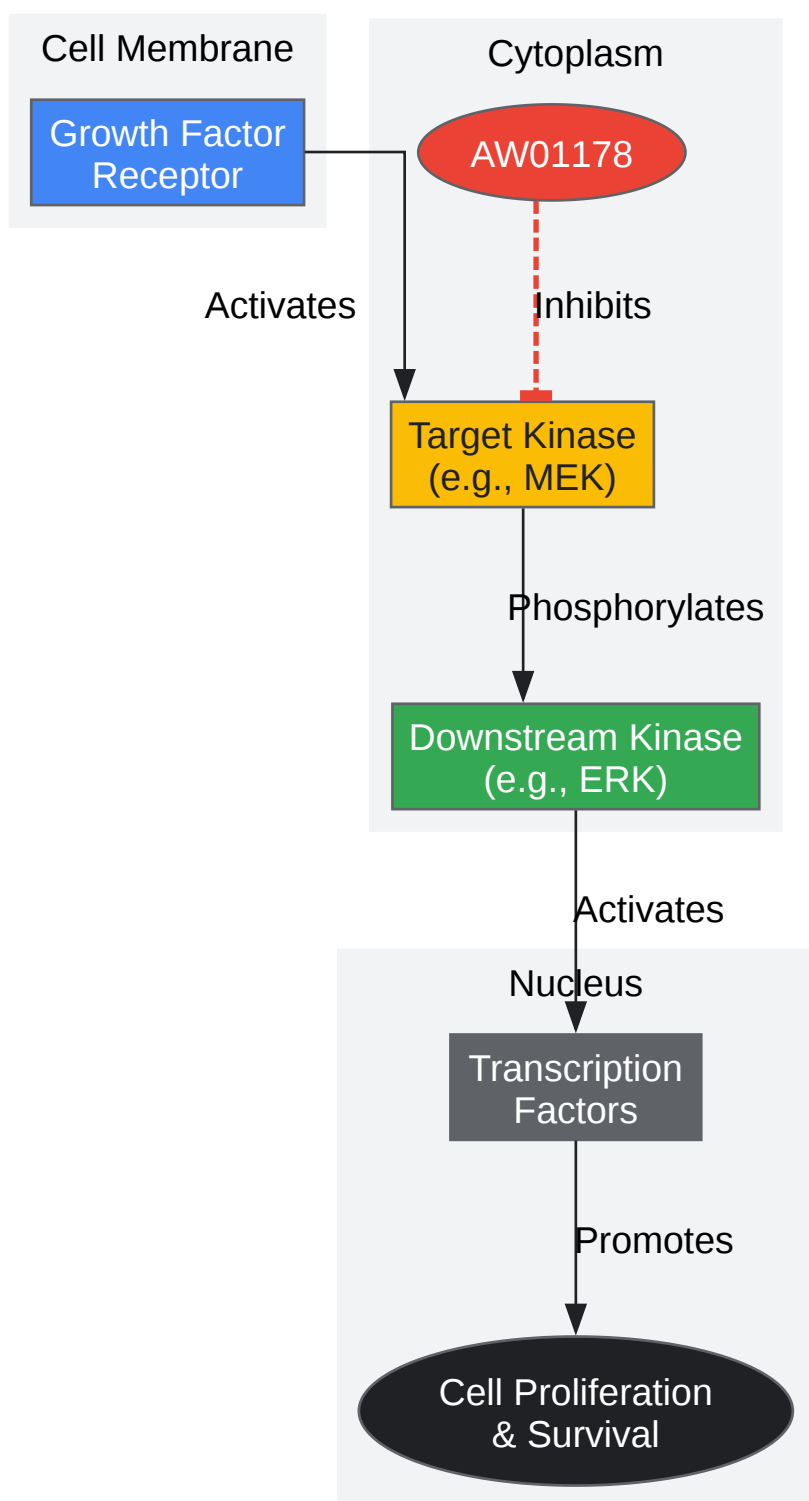 Cell Membrane
Growth Factor
Receptor
Cytoplasm
AW01178
Activates
Inhibits
Target Kinase
(e.g., MEK)
Phosphorylates
Downstream Kinase
(e.g., ERK)
Activates
Nucleus
Transcription
Factors
Promotes
Cell Proliferation
& Survival